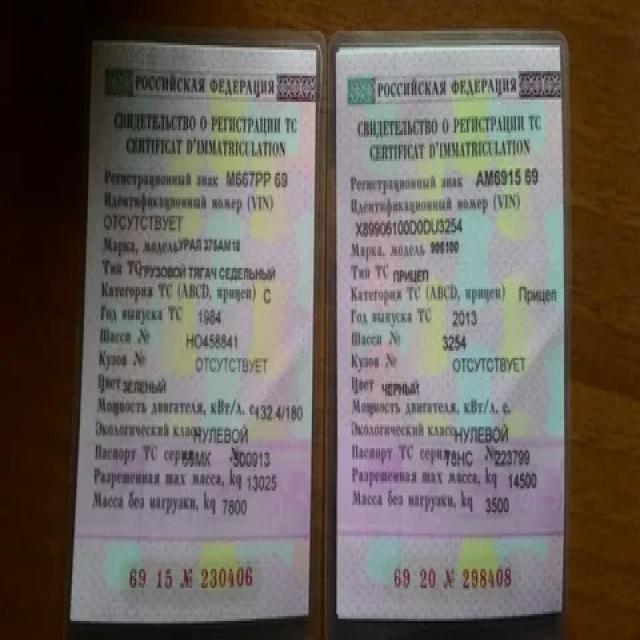 РОССИЙСКАЯ ФЕДЕРАЦИЯ
СВИДЕТЕЛЬСТВО О РЕГИСТРАЦИИ ТС
CERTIFICAT D'IMMATRICULATION
Регистрационный знак М667РР 69
Идентификационный номер (VIN)
ОТСУТСТВУЕТ
Марка, модель УРАЛ 375АМ18
Тип ТС ГРУЗОВОЙ ТЯГАЧ СЕДЕЛЬНЫЙ
Категория ТС (ABCD, прицеп) С
Год выпуска ТС 1984
Шасси № НО458841
Кузов № ОТСУТСТВУЕТ
Цвет ЗЕЛЕНЫЙ
Мощность двигателя, кВт/л. с. 132.4/180
Экологический класс НУЛЕВОЙ
Паспорт ТС серия 69МК № 300913
Разрешенная max масса, kg 13025
Масса без нагрузки, kg 7800
69 15 № 230406
РОССИЙСКАЯ ФЕДЕРАЦИЯ
СВИДЕТЕЛЬСТВО О РЕГИСТРАЦИИ ТС
CERTIFICAT D'IMMATRICULATION
Регистрационный знак АМ6915 69
Идентификационный номер (VIN)
X89906100D0DU3254
Марка, модель 906100
Тип ТС ПРИЦЕП
Категория ТС (ABCD, прицеп) Прицеп
Год выпуска ТС 2013
Шасси № 3254
Кузов № ОТСУТСТВУЕТ
Цвет ЧЕРНЫЙ
Мощность двигателя, кВт/л. с.
Экологический класс НУЛЕВОЙ
Паспорт ТС серия 78НС № 223799
Разрешенная max масса, kg 14500
Масса без нагрузки, kg 3500
69 20 № 298408